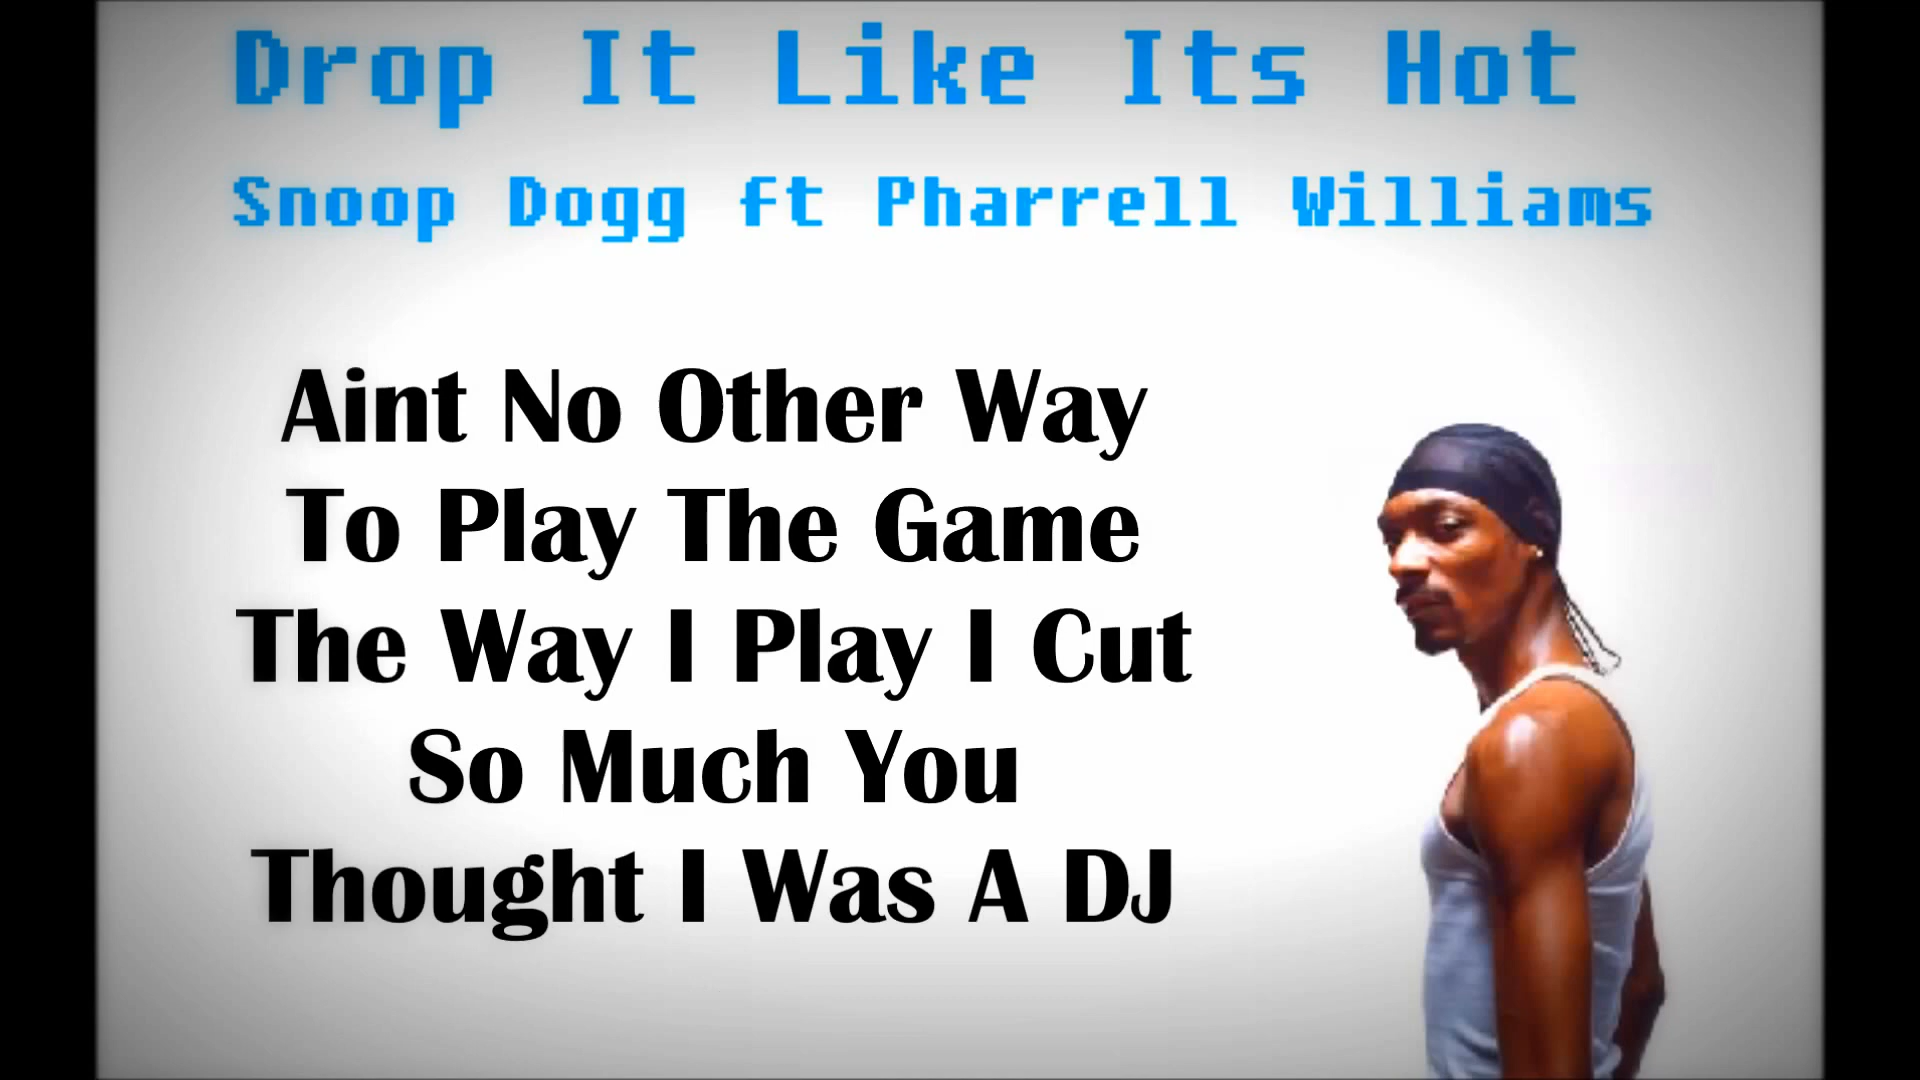 Drop It Like Its Hot
Snoop Dogg ft Pharrell Williams
Aint No Other Way
To Play The Game
The Way I Play I Cut
So Much You
Thought I Was A DJ